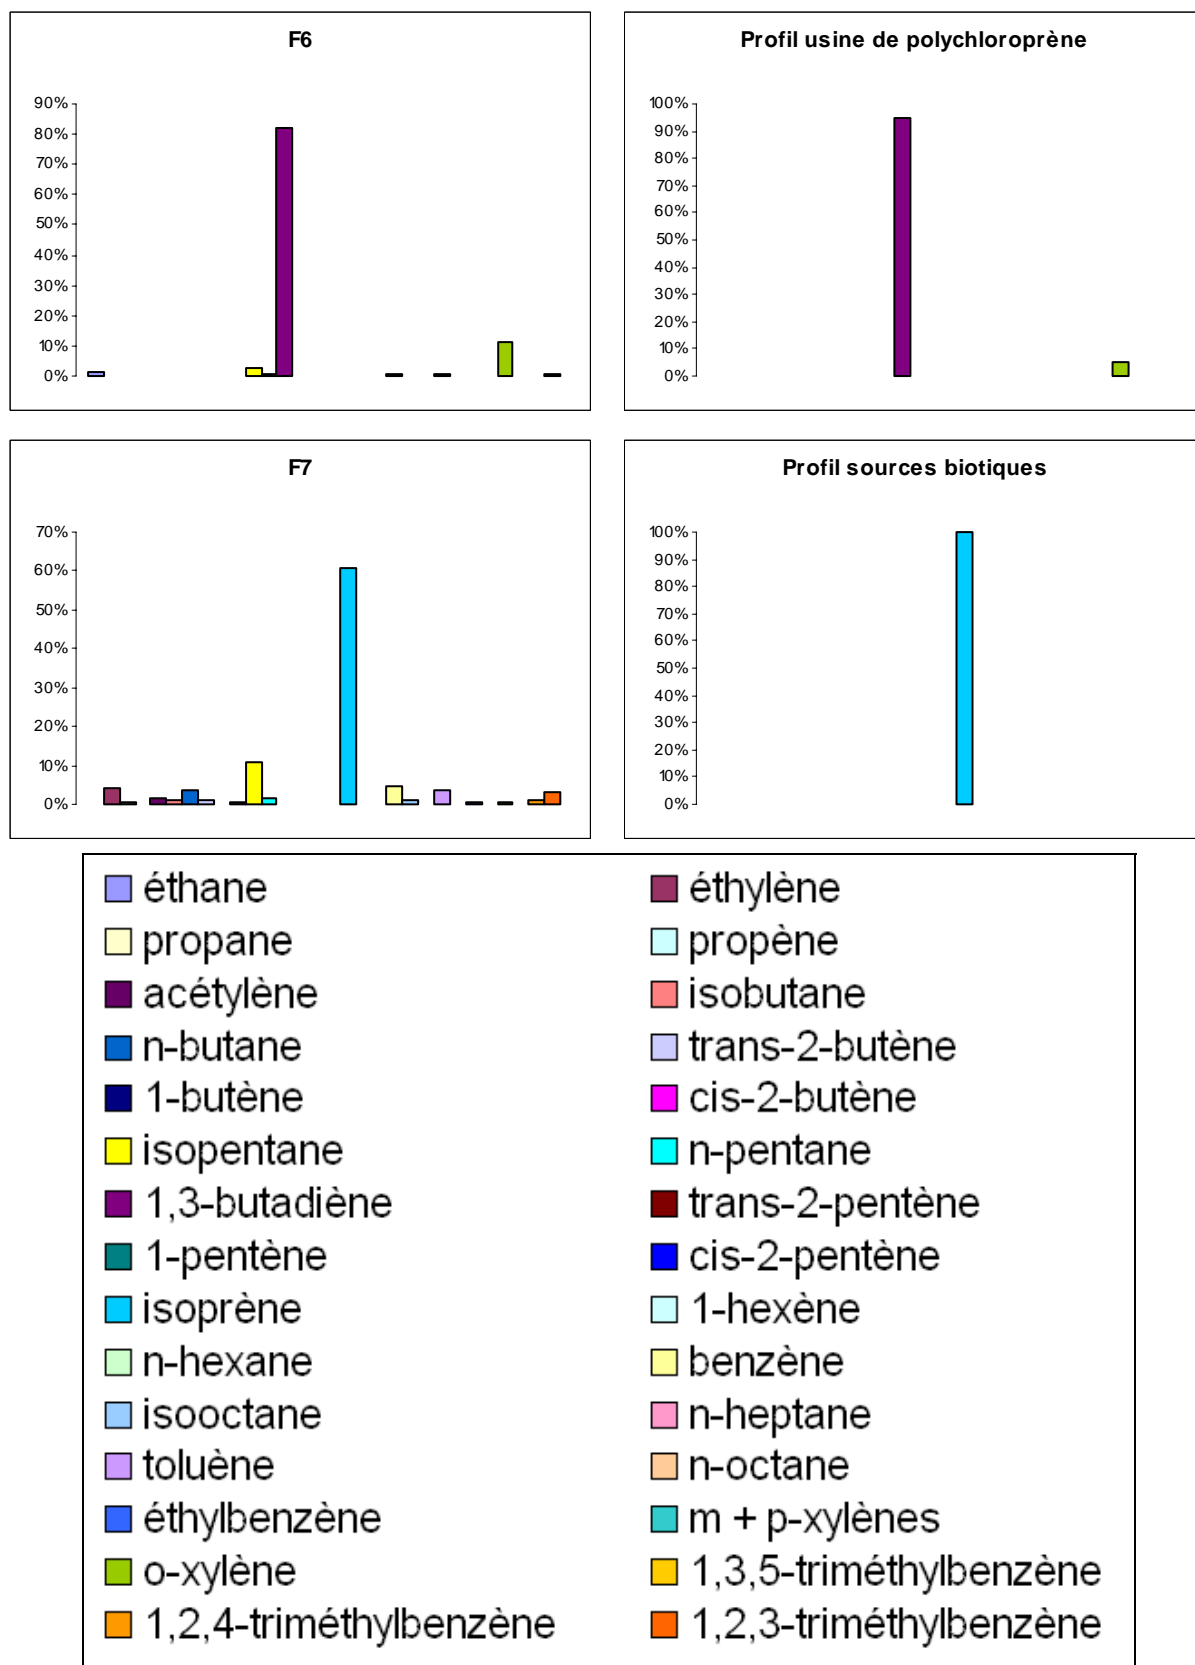 F6
90%
80%
70%
60%
50%
40%
30%
20%
10%
0%
Profil usine de polychloroprène
100%
90%
80%
70%
60%
50%
40%
30%
20%
10%
0%
F7
70%
60%
50%
40%
30%
20%
10%
0%
Profil sources biotiques
100%
90%
80%
70%
60%
50%
40%
30%
20%
10%
0%
éthane éthylène
propane propène
acétylène isobutane
n-butane trans-2-butène
1-butène cis-2-butène
isopentane n-pentane
1,3-butadiène trans-2-pentène
1-pentène cis-2-pentène
isoprène 1-hexène
n-hexane benzène
isooctane n-heptane
toluène n-octane
éthylbenzène m + p-xylènes
o-xylène 1,3,5-triméthylbenzène
1,2,4-triméthylbenzène 1,2,3-triméthylbenzène